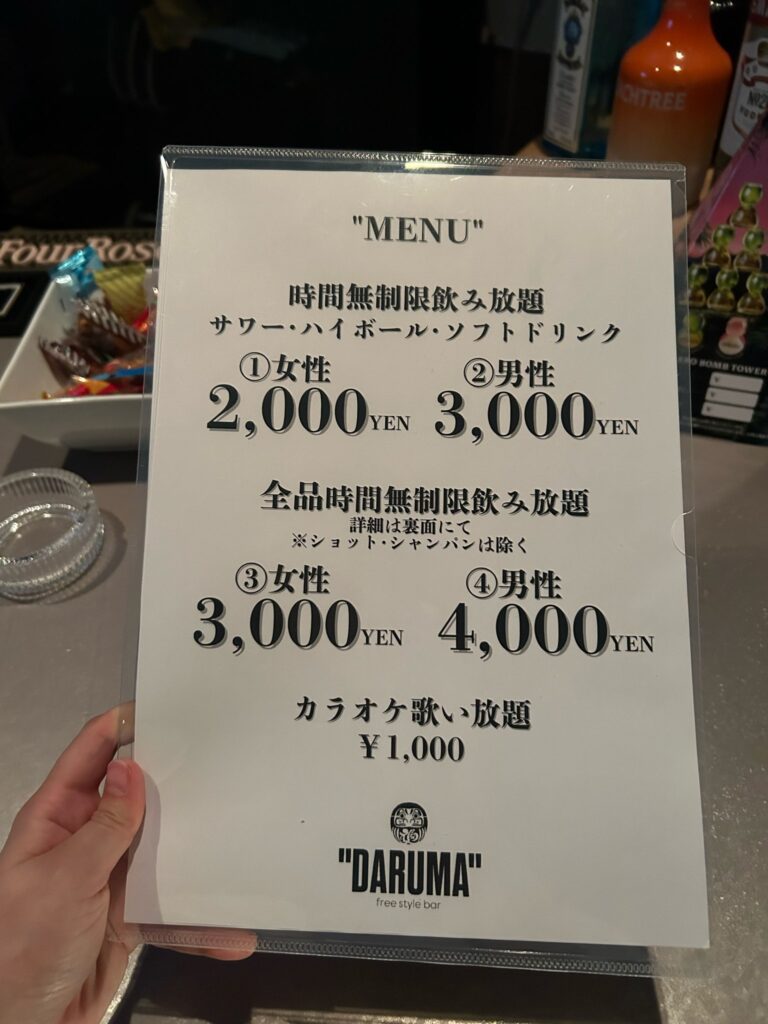 "MENU"
時間無制限飲み放題
サワー･ハイボール･ソフトドリンク
①女性 ②男性
2,000YEN 3,000YEN
全品時間無制限飲み放題
詳細は裏面にて
※ショット･シャンパンは除く
③女性 ④男性
3,000YEN 4,000YEN
カラオケ歌い放題
¥1,000
"DARUMA"
free style bar
BOMB TOWER